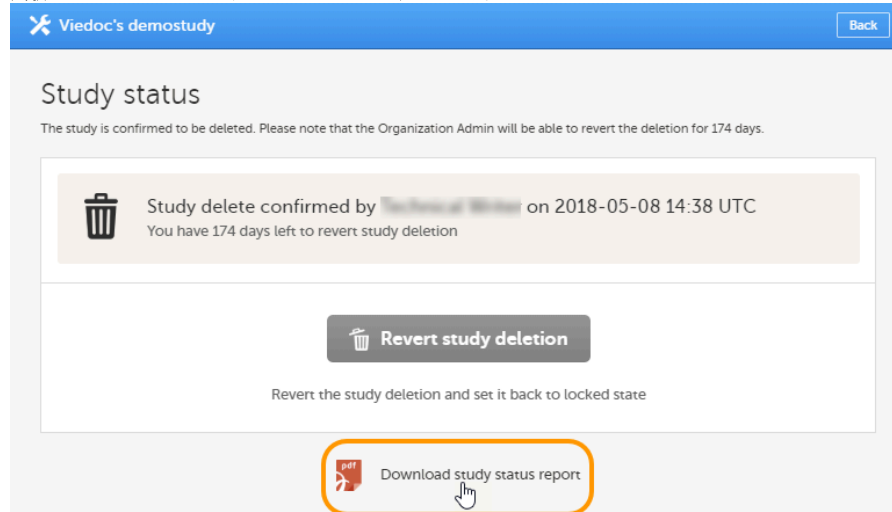 Viedoc's demostudy
Back
Study status
The study is confirmed to be deleted. Please note that the Organization Admin will be able to revert the deletion for 174 days.
Study delete confirmed by on 2018-05-08 14:38 UTC
You have 174 days left to revert study deletion
Revert study deletion
Revert the study deletion and set it back to locked state
pdf
Download study status report